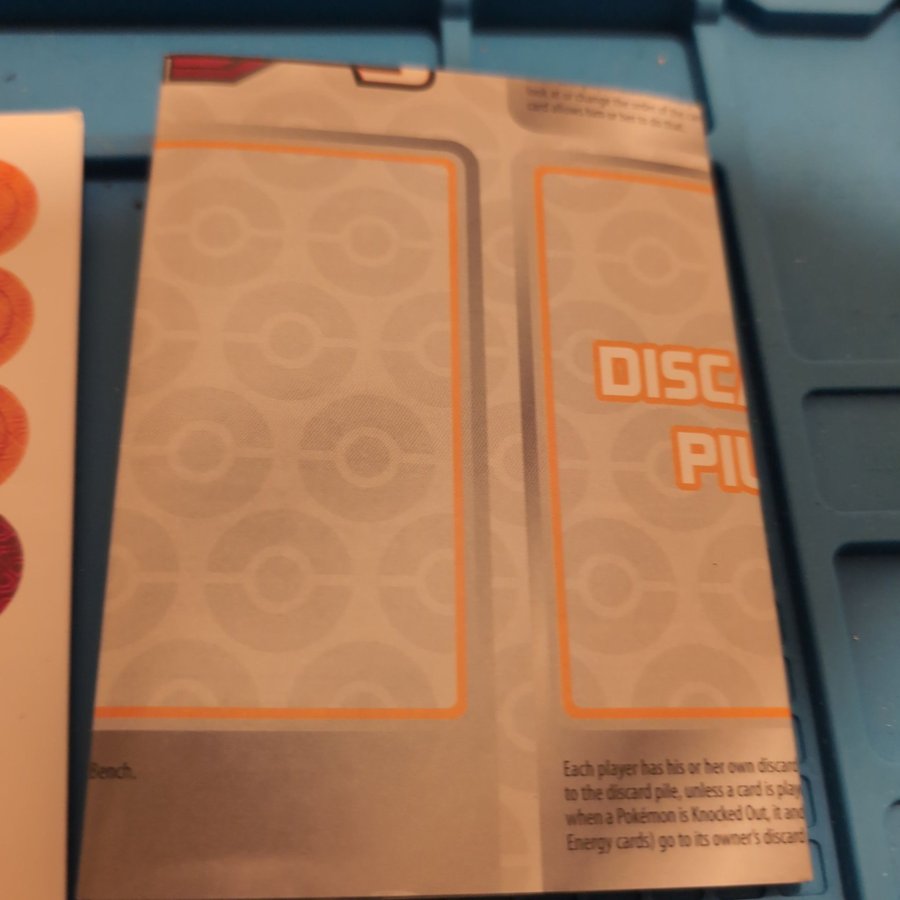 look at or change the order of the
card allows him or her to do that.
DISCA
PIL
Bench.
Each player has his or her own discard
to the discard pile, unless a card is play
when a Pokémon is Knocked Out, it and
Energy cards) go to its owner's discard